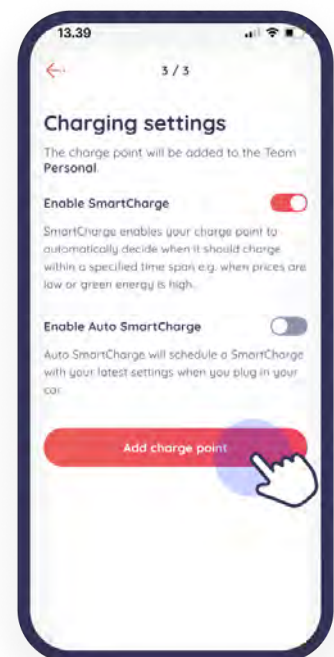 13.39
3 / 3
Charging settings
The charge point will be added to the Team
Personal.
Enable SmartCharge
SmartCharge enables your charge point to
automatically decide when it should charge
within a specified time span e.g. when prices are
low or green energy is high.
Enable Auto SmartCharge
Auto SmartCharge will schedule a SmartCharge
with your latest settings when you plug in your
car.
Add charge point